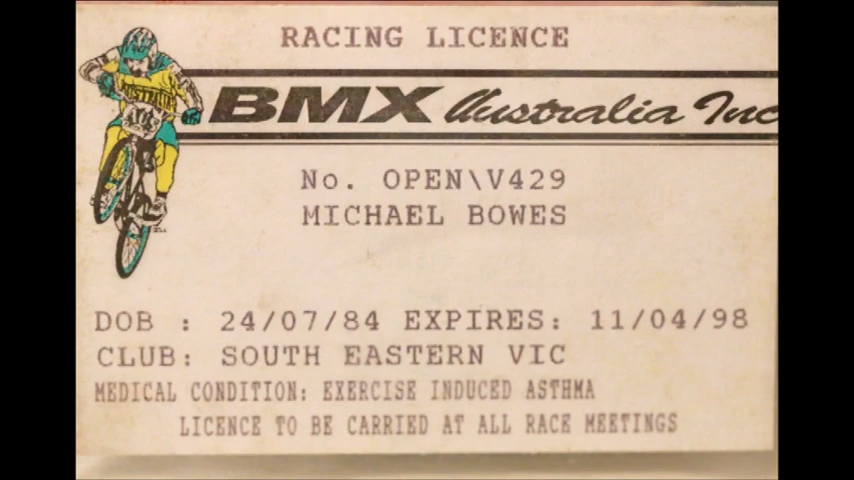 RACING LICENCE
BMX Australia Inc
No. OPEN\V429
MICHAEL BOWES
DOB : 24/07/84 EXPIRES: 11/04/98
CLUB: SOUTH EASTERN VIC
MEDICAL CONDITION: EXERCISE INDUCED ASTHMA
LICENCE TO BE CARRIED AT ALL RACE MEETINGS
AUSTRALIA